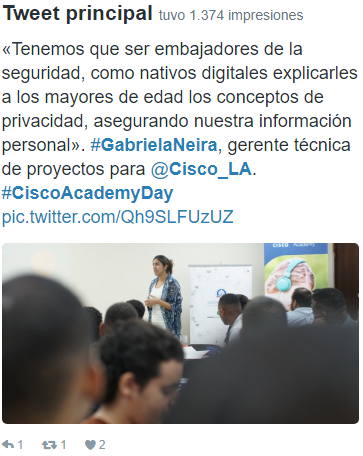 Tweet principal tuvo 1.374 impresiones
«Tenemos que ser embajadores de la
seguridad, como nativos digitales explicarles
a los mayores de edad los conceptos de
privacidad, asegurando nuestra información
personal». #GabrielaNeira, gerente técnica
de proyectos para @Cisco_LA.
#CiscoAcademyDay
pic.twitter.com/Qh9SLFUzUZ
CISCO Academy
1 1 2